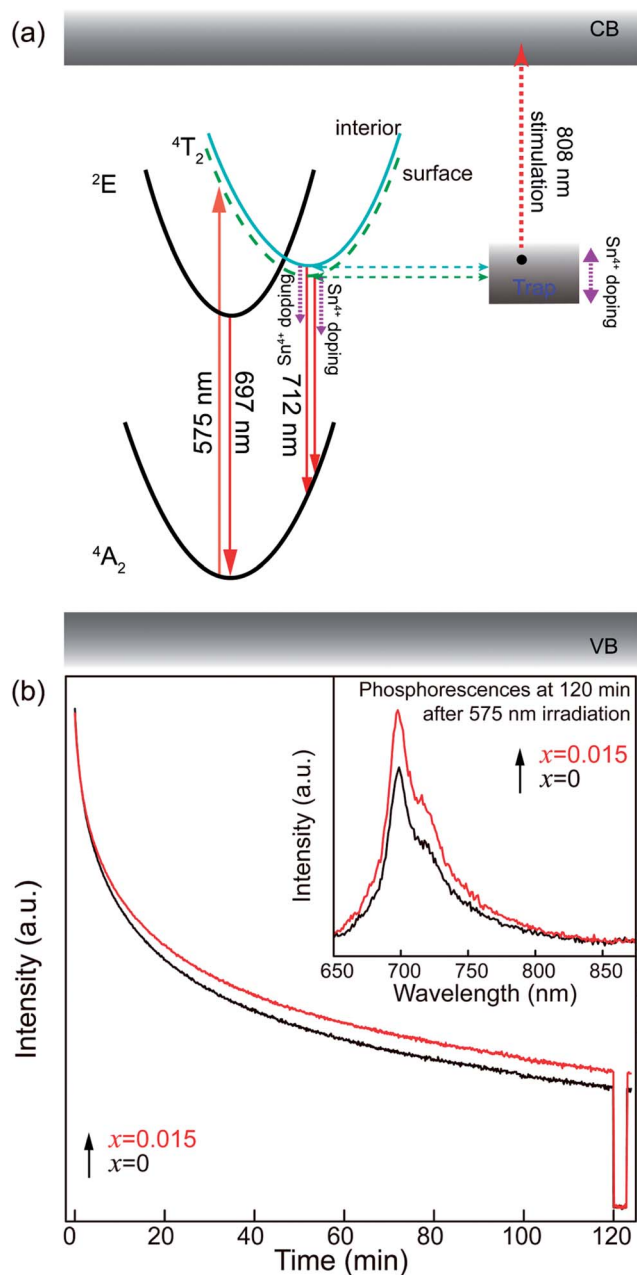 (a)
CB
interior
⁴T₂
surface
²E
808 nm
stimulation
Trap
Sn⁴⁺ doping
Sn⁴⁺ doping
Sn⁴⁺ doping
575 nm
697 nm
712 nm
⁴A₂
VB
(b)
Phosphorescences at 120 min
after 575 nm irradiation
x=0.015
x=0
Intensity (a.u.)
650 700 750 800 850
Wavelength (nm)
Intensity (a.u.)
x=0.015
x=0
0 20 40 60 80 100 120
Time (min)